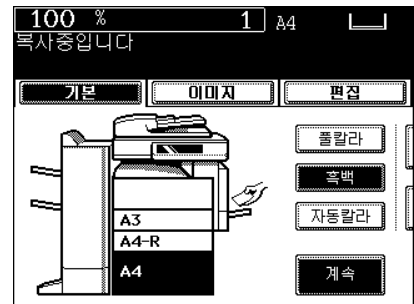 100 % 1 A4
복사중입니다
기본 이미지 편집
풀칼라
흑백
자동칼라
A3
A4-R
A4
계속